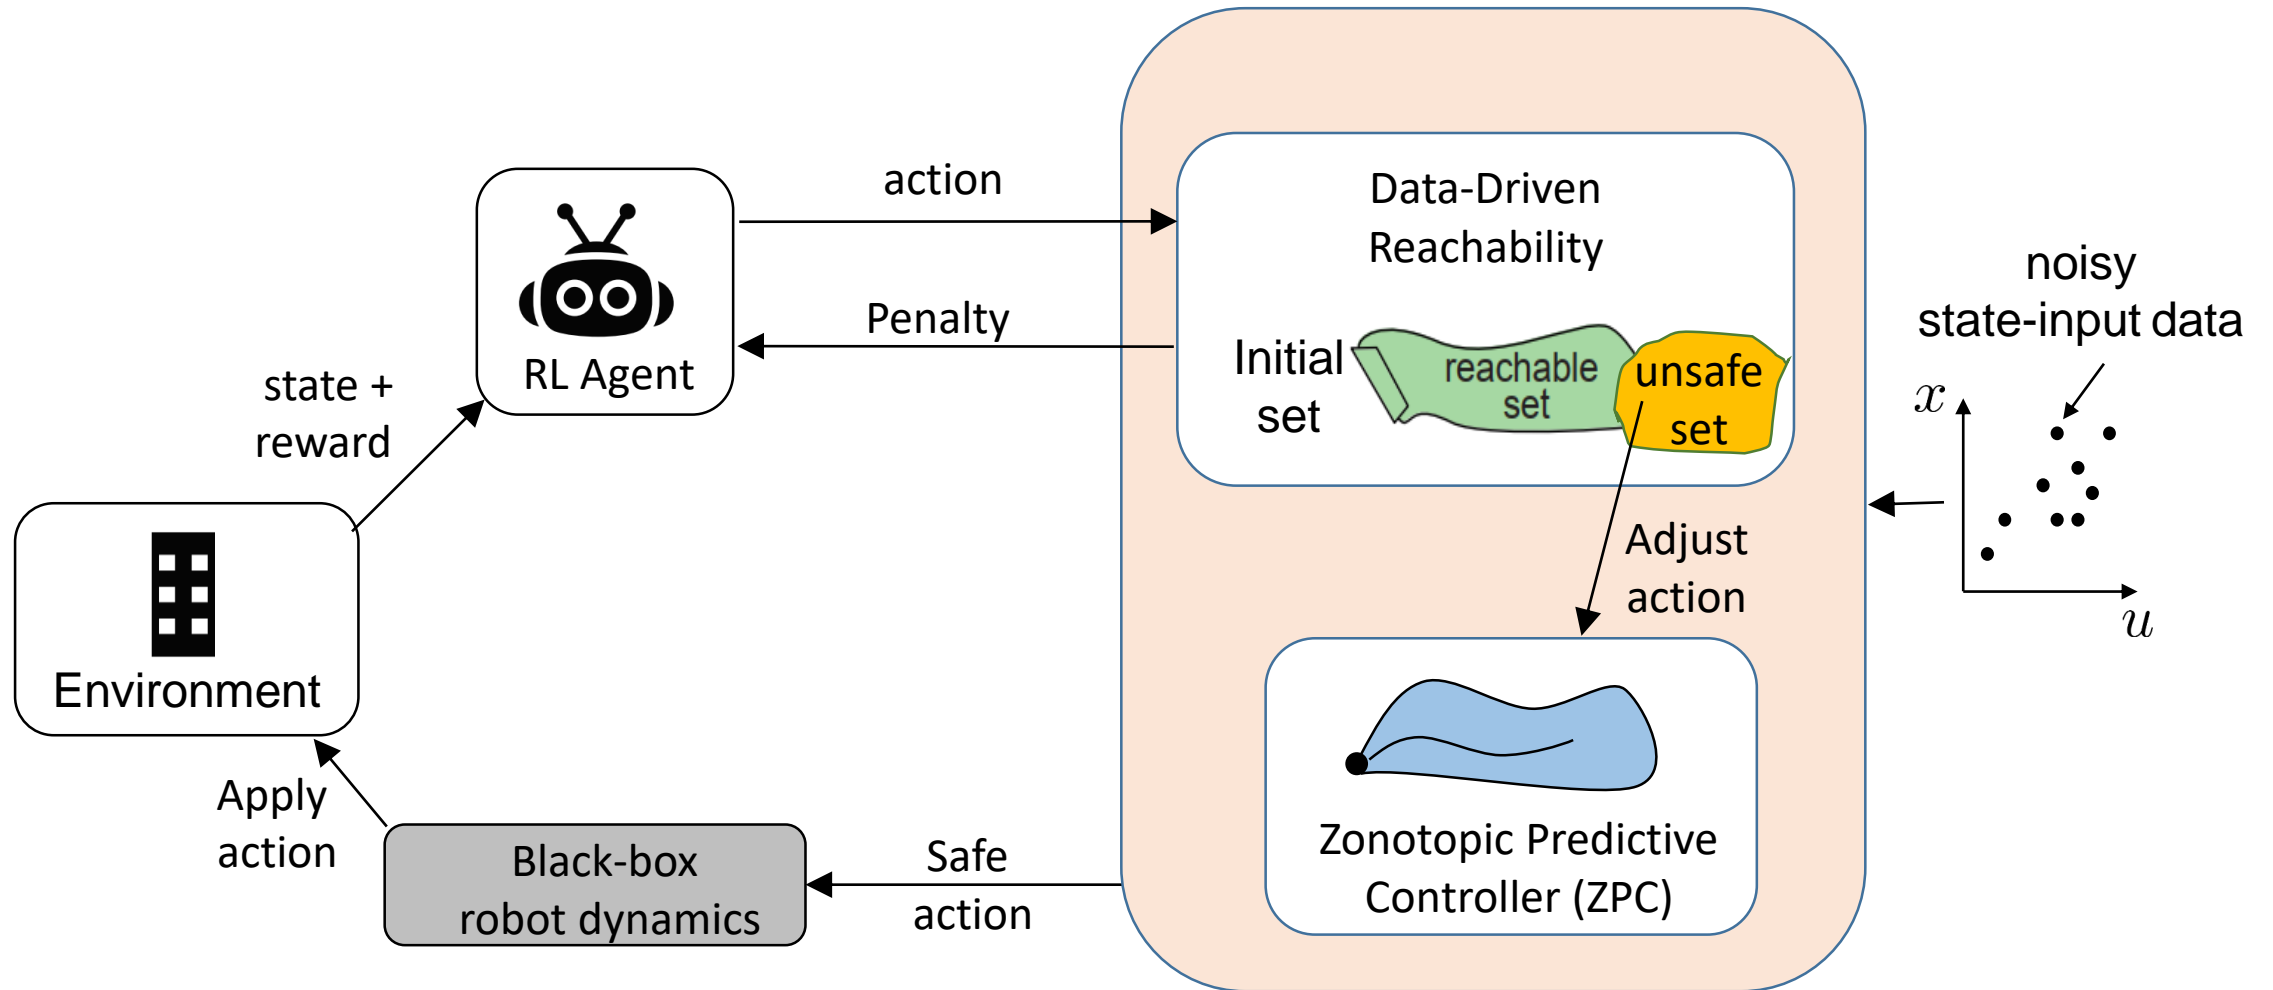 action
Penalty
RL Agent
state +
reward
Environment
Apply
action
Black-box
robot dynamics
Safe
action
Data-Driven
Reachability
Initial
set
reachable
set
unsafe
set
Adjust
action
Zonotopic Predictive
Controller (ZPC)
noisy
state-input data
x
u